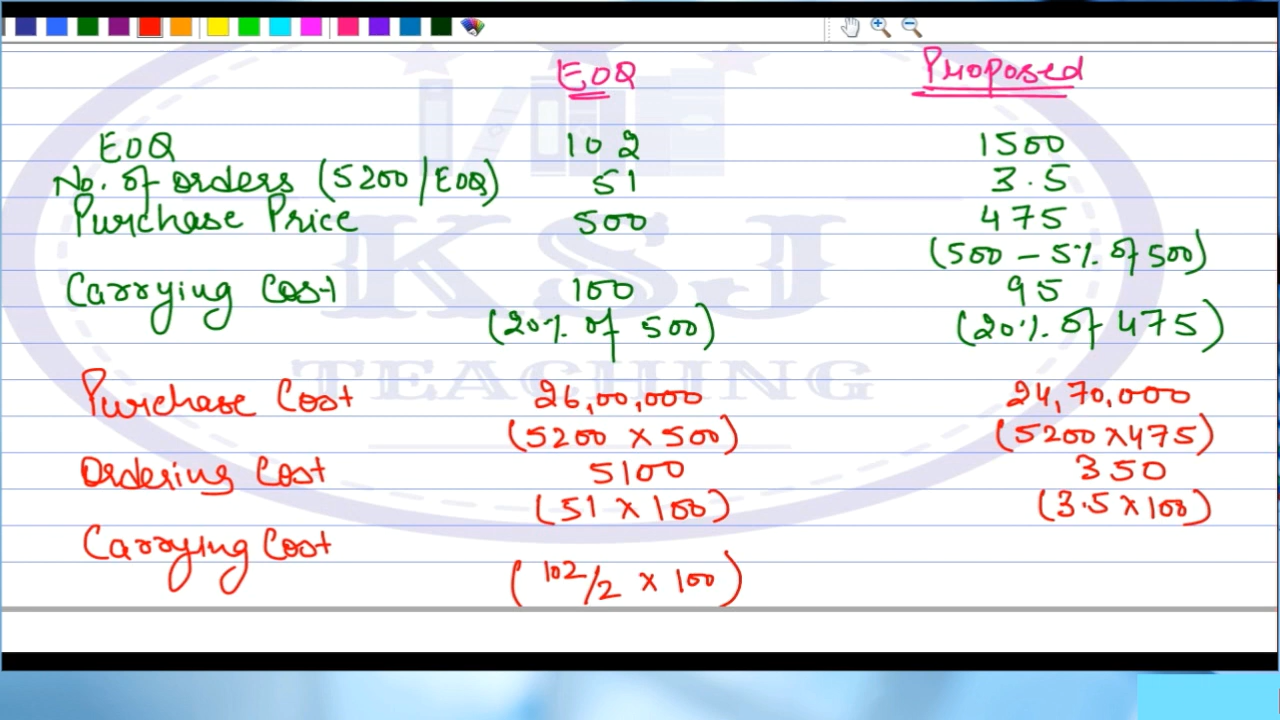 EOQ Proposed
EOQ 102 1500
No. of orders (5200/EOQ) 51 3.5
Purchase Price 500 475
(500 - 5% of 500)
Carrying Cost 100 95
(20% of 500) (20% of 475)
Purchase Cost 26,00,000 24,70,000
(5200 x 500) (5200 x 475)
Ordering Cost 5100 350
(51 x 100) (3.5 x 100)
Carrying Cost
(102/2 x 100)
KSJ
TEACHING